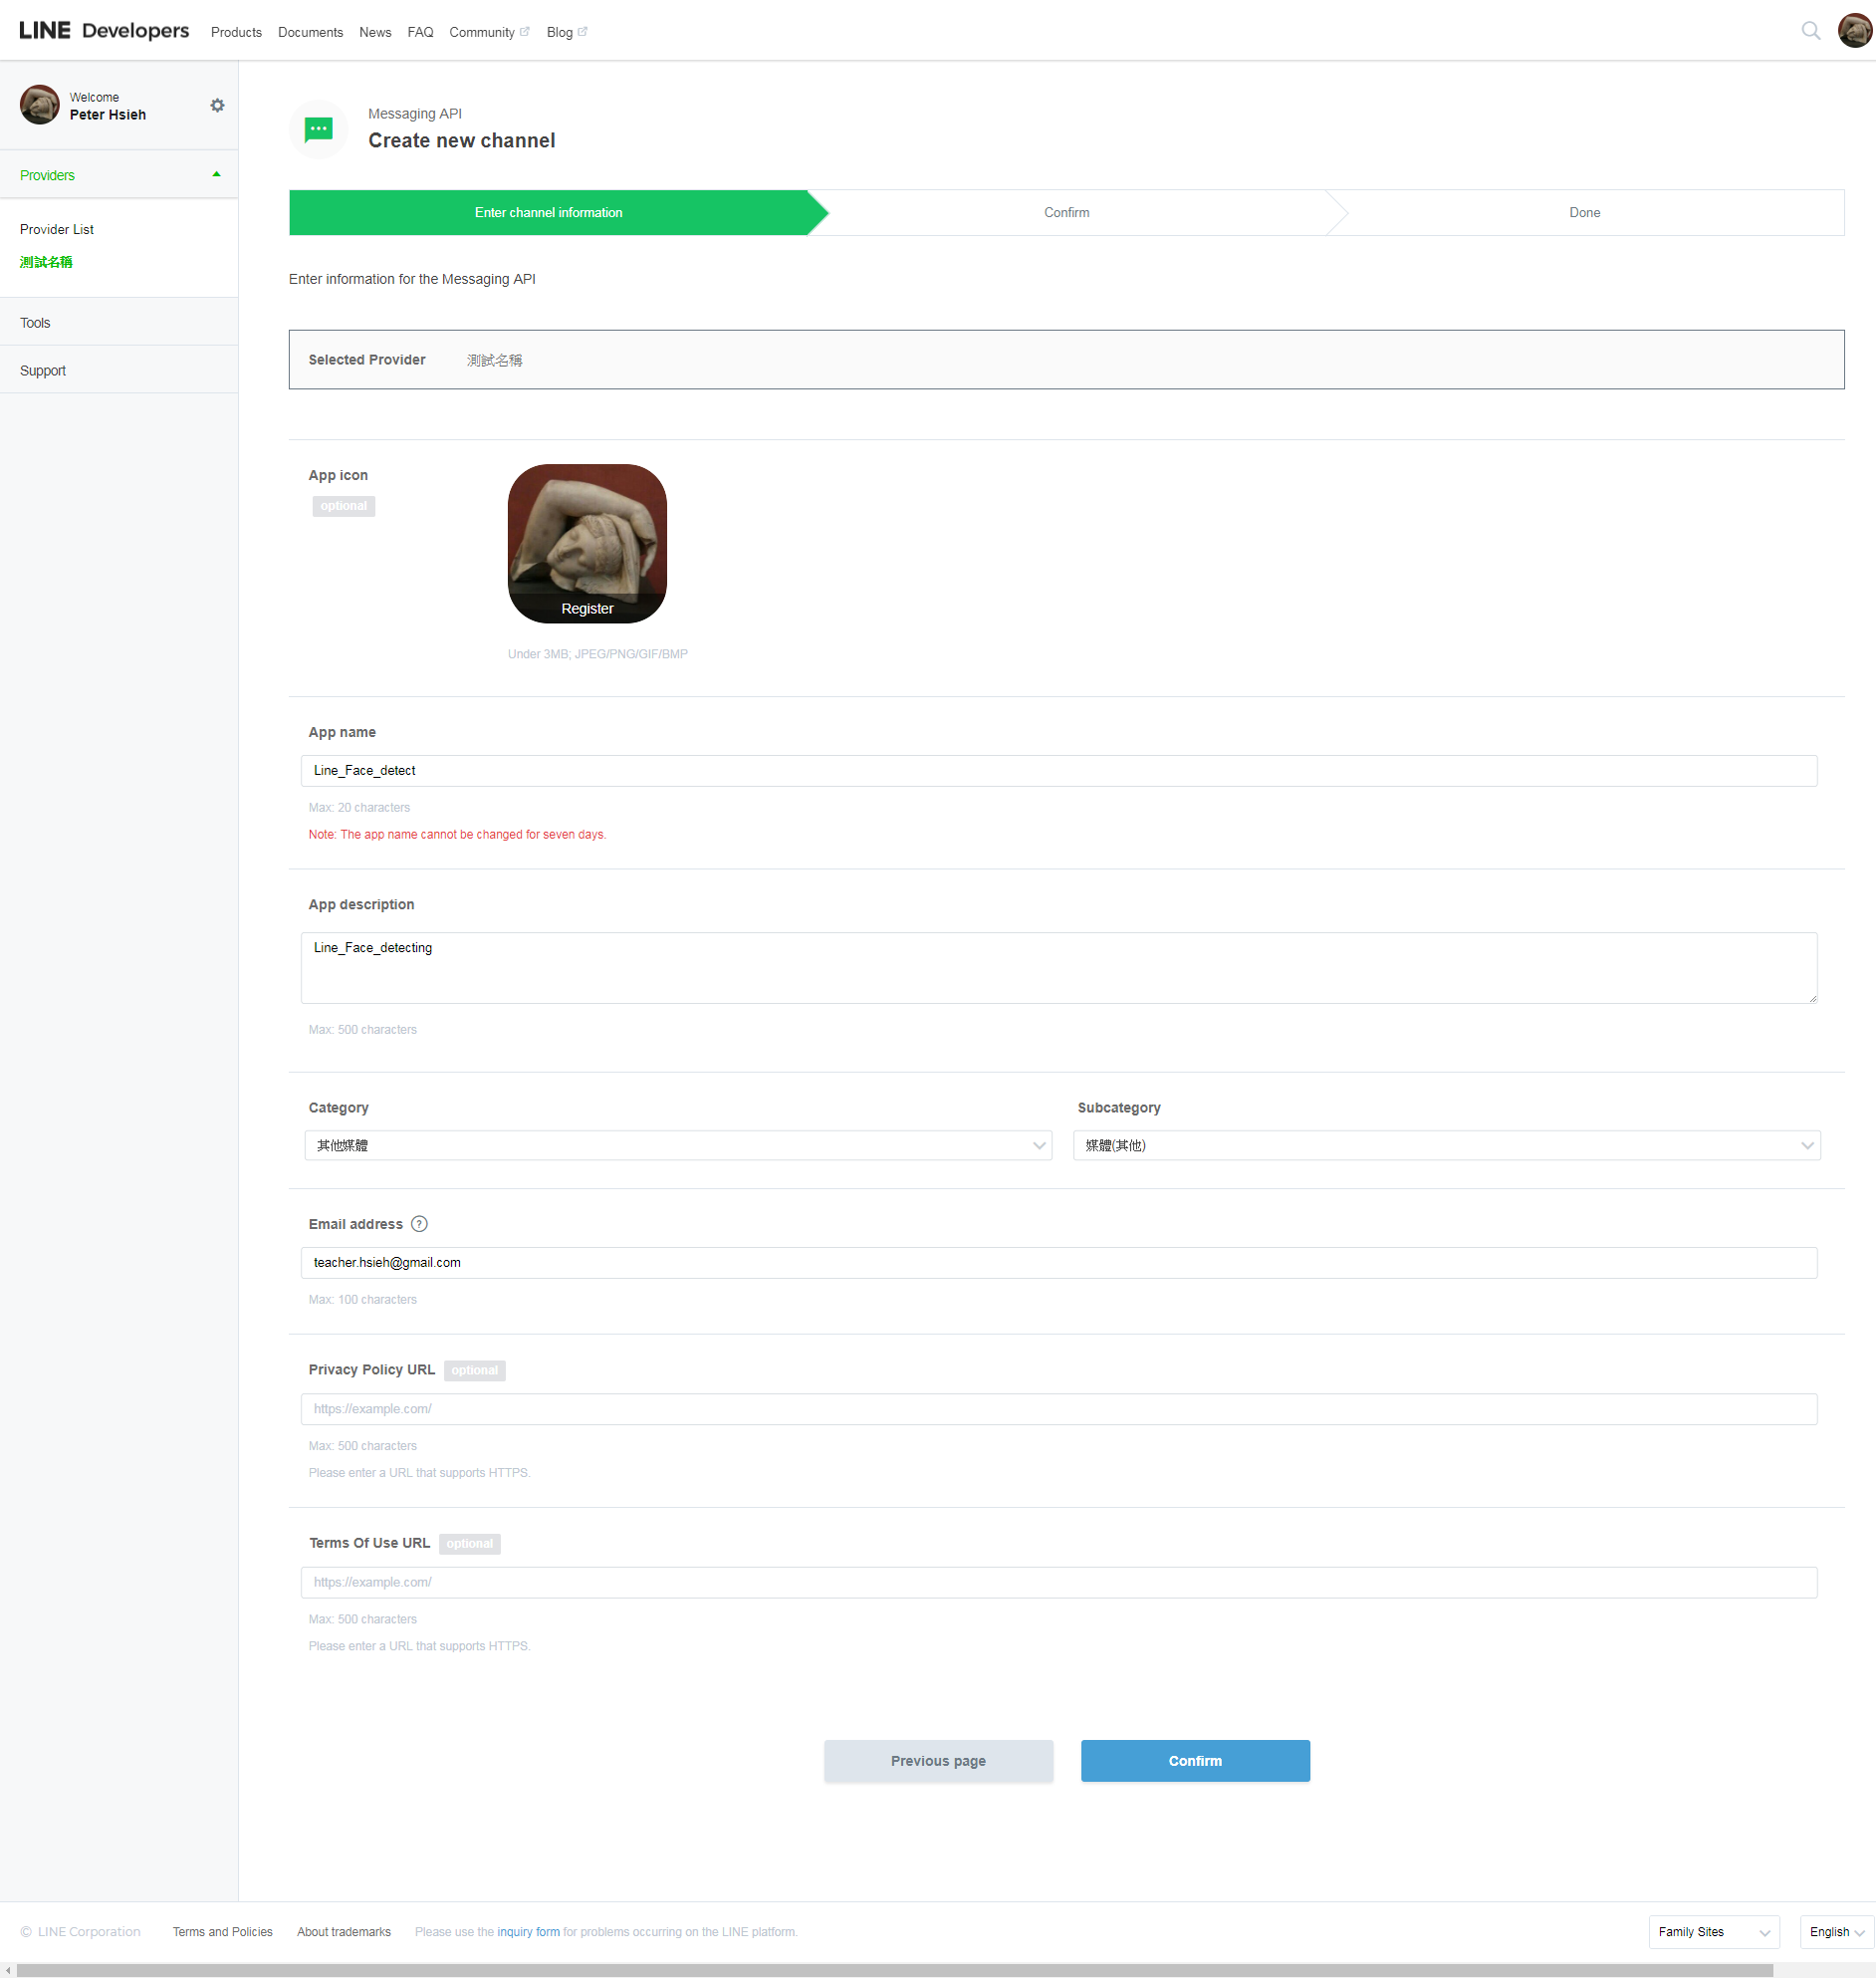 LINE Developers Products Documents News FAQ Community Blog
Welcome
Peter Hsieh
Providers
Provider List
測試名稱
Tools
Support
Messaging API
Create new channel
Enter channel information Confirm Done
Enter information for the Messaging API
Selected Provider 測試名稱
App icon
optional
Register
Under 3MB; JPEG/PNG/GIF/BMP
App name
Line_Face_detect
Max: 20 characters
Note: The app name cannot be changed for seven days.
App description
Line_Face_detecting
Max: 500 characters
Category Subcategory
其他媒體 媒體(其他)
Email address ?
teacher.hsieh@gmail.com
Max: 100 characters
Privacy Policy URL optional
https://example.com/
Max: 500 characters
Please enter a URL that supports HTTPS.
Terms Of Use URL optional
https://example.com/
Max: 500 characters
Please enter a URL that supports HTTPS.
Previous page Confirm
© LINE Corporation Terms and Policies About trademarks Please use the inquiry form for problems occurring on the LINE platform. Family Sites English